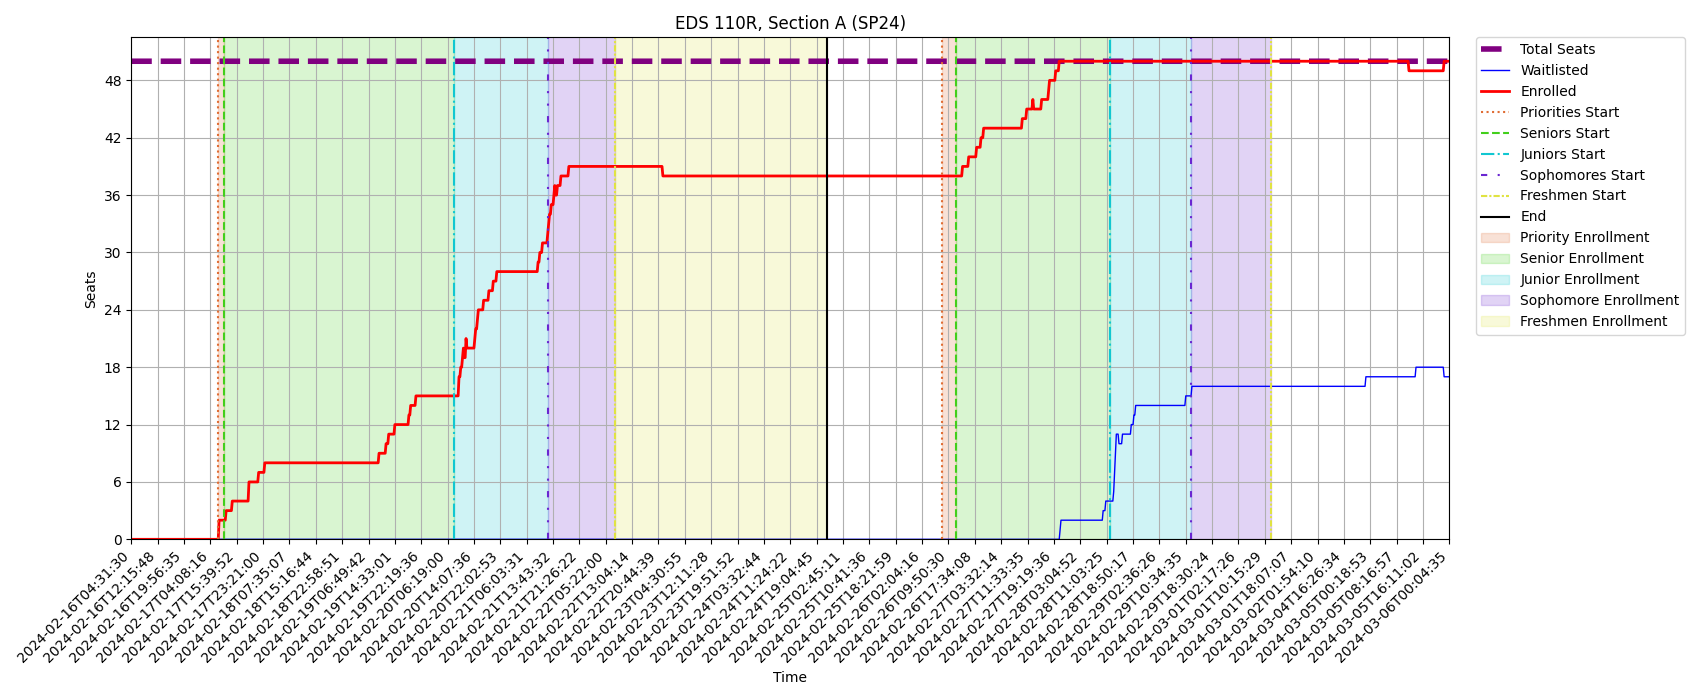 EDS 110R, Section A (SP24)
Total Seats
Waitlisted
Enrolled
Priorities Start
Seniors Start
Juniors Start
Sophomores Start
Freshmen Start
End
Priority Enrollment
Senior Enrollment
Junior Enrollment
Sophomore Enrollment
Freshmen Enrollment
Seats
48
42
36
30
24
18
12
6
0
2024-02-16T04:31:30
2024-02-16T12:15:48
2024-02-16T19:56:35
2024-02-17T04:08:16
2024-02-17T15:39:52
2024-02-17T23:21:00
2024-02-18T07:35:07
2024-02-18T15:16:44
2024-02-18T22:58:51
2024-02-19T06:49:42
2024-02-19T14:33:01
2024-02-19T22:19:36
2024-02-20T06:19:00
2024-02-20T14:07:36
2024-02-20T22:02:53
2024-02-21T06:03:31
2024-02-21T13:43:32
2024-02-21T21:26:22
2024-02-22T05:22:00
2024-02-22T13:04:14
2024-02-22T20:44:39
2024-02-23T04:30:55
2024-02-23T12:11:28
2024-02-23T19:51:52
2024-02-24T03:32:44
2024-02-24T11:24:22
2024-02-24T19:04:45
2024-02-25T02:45:11
2024-02-25T10:41:36
2024-02-25T18:21:59
2024-02-26T02:04:16
2024-02-26T09:50:30
2024-02-26T17:34:08
2024-02-27T03:32:14
2024-02-27T11:33:35
2024-02-27T19:19:36
2024-02-28T03:04:52
2024-02-28T11:03:25
2024-02-28T18:50:17
2024-02-29T02:36:26
2024-02-29T10:34:35
2024-02-29T18:30:24
2024-03-01T02:17:26
2024-03-01T10:15:29
2024-03-01T18:07:07
2024-03-02T01:54:10
2024-03-04T16:26:34
2024-03-05T00:18:53
2024-03-05T08:16:57
2024-03-05T16:11:02
2024-03-06T00:04:35
Time